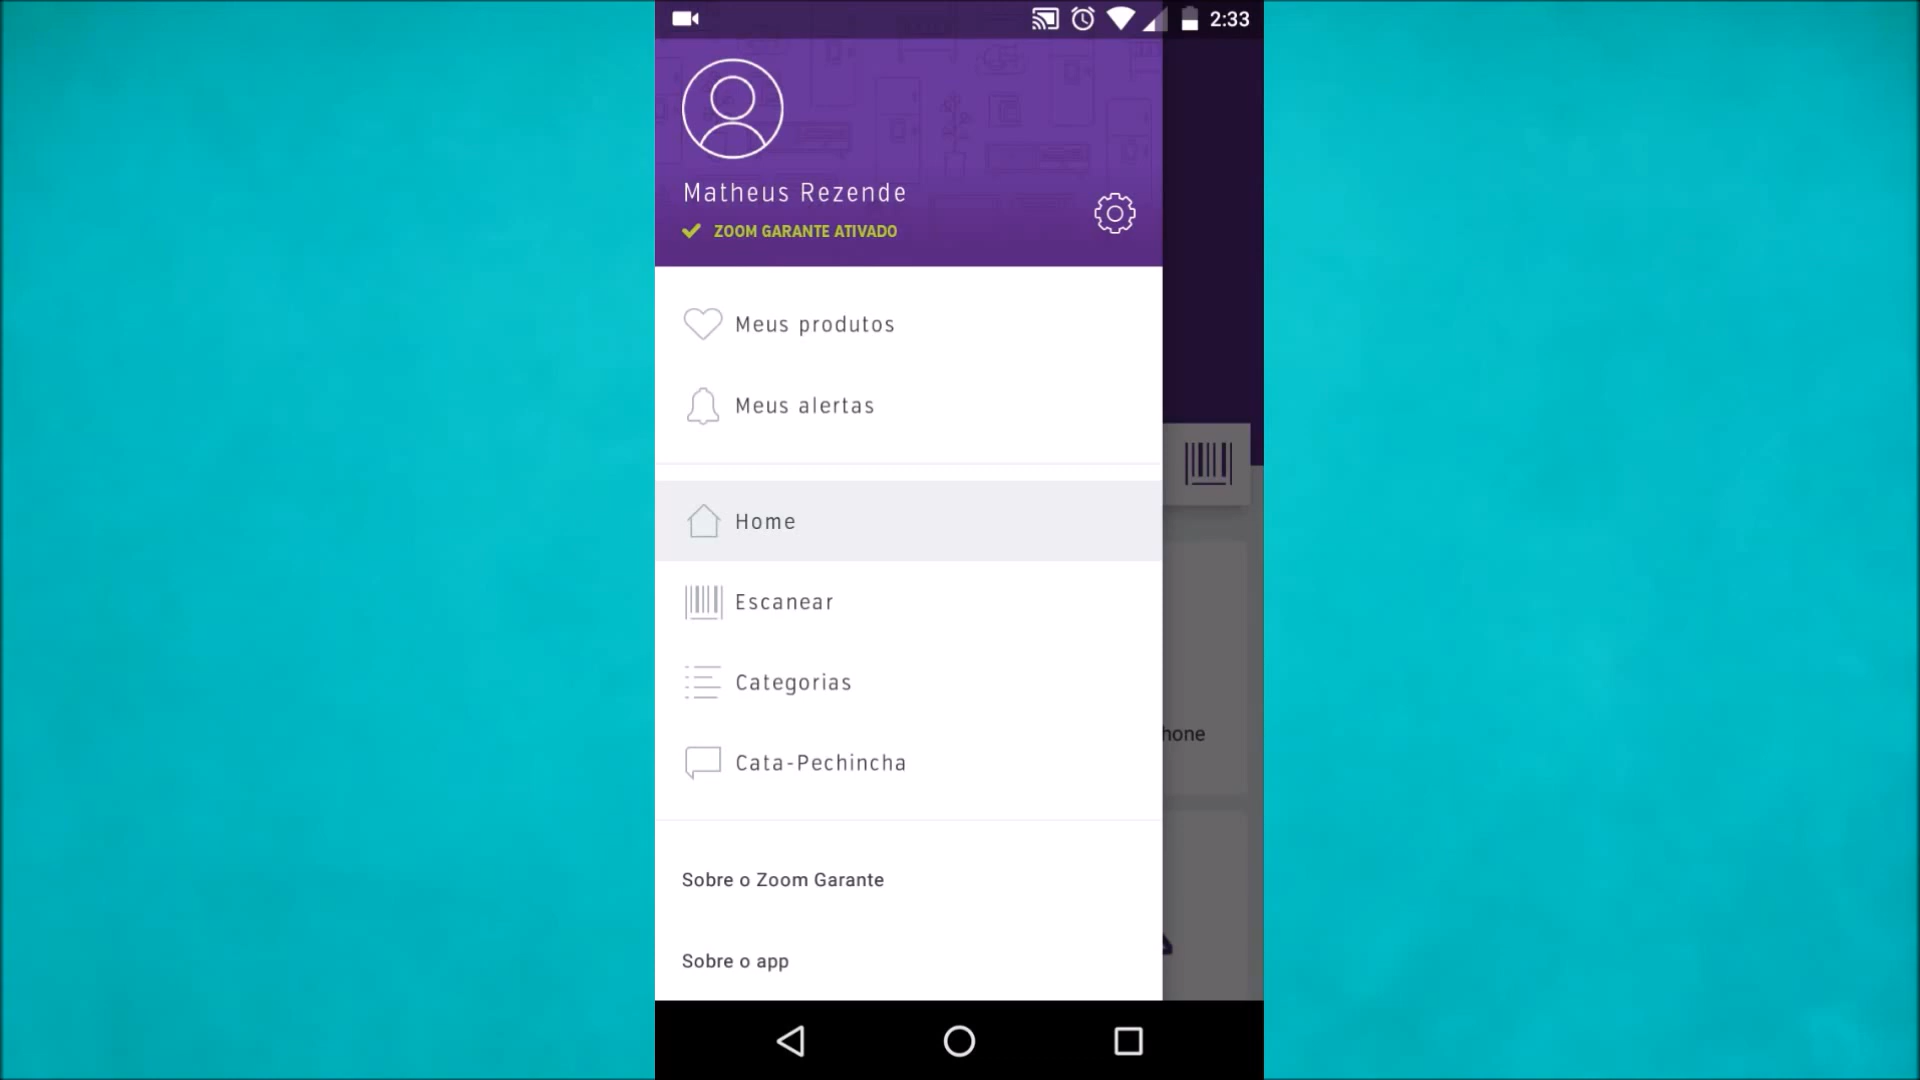 2:33
Matheus Rezende
ZOOM GARANTE ATIVADO
Meus produtos
Meus alertas
Home
Escanear
Categorias
Cata-Pechincha
hone
Sobre o Zoom Garante
Sobre o app